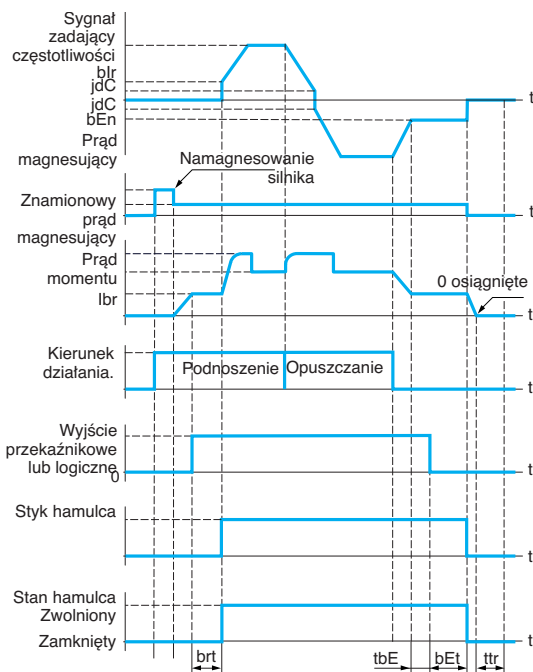 Sygnał
zadający
częstotliwości
bIr
jdC
t
jdC
bEn
Prąd
magnesujący
Namagnesowanie
silnika
Znamionowy
prąd
t
magnesujący
Prąd
momentu
0 osiągnięte
Ibr
t
Kierunek
działania.
Podnoszenie
Opuszczanie
t
Wyjście
przekaźnikowe
lub logiczne
0
t
Styk hamulca
t
Stan hamulca
Zwolniony
Zamknięty
t
brt
tbE
bEt
ttr